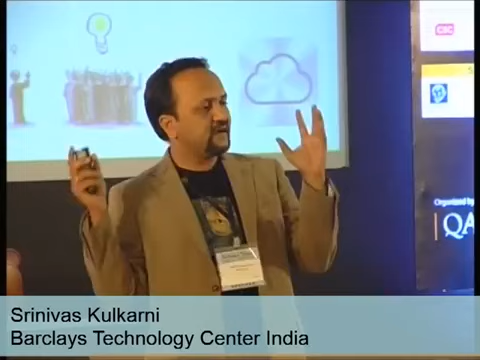 CSC
Organized by
QA
Srinivas Kulkarni
Barclays Technology Center India